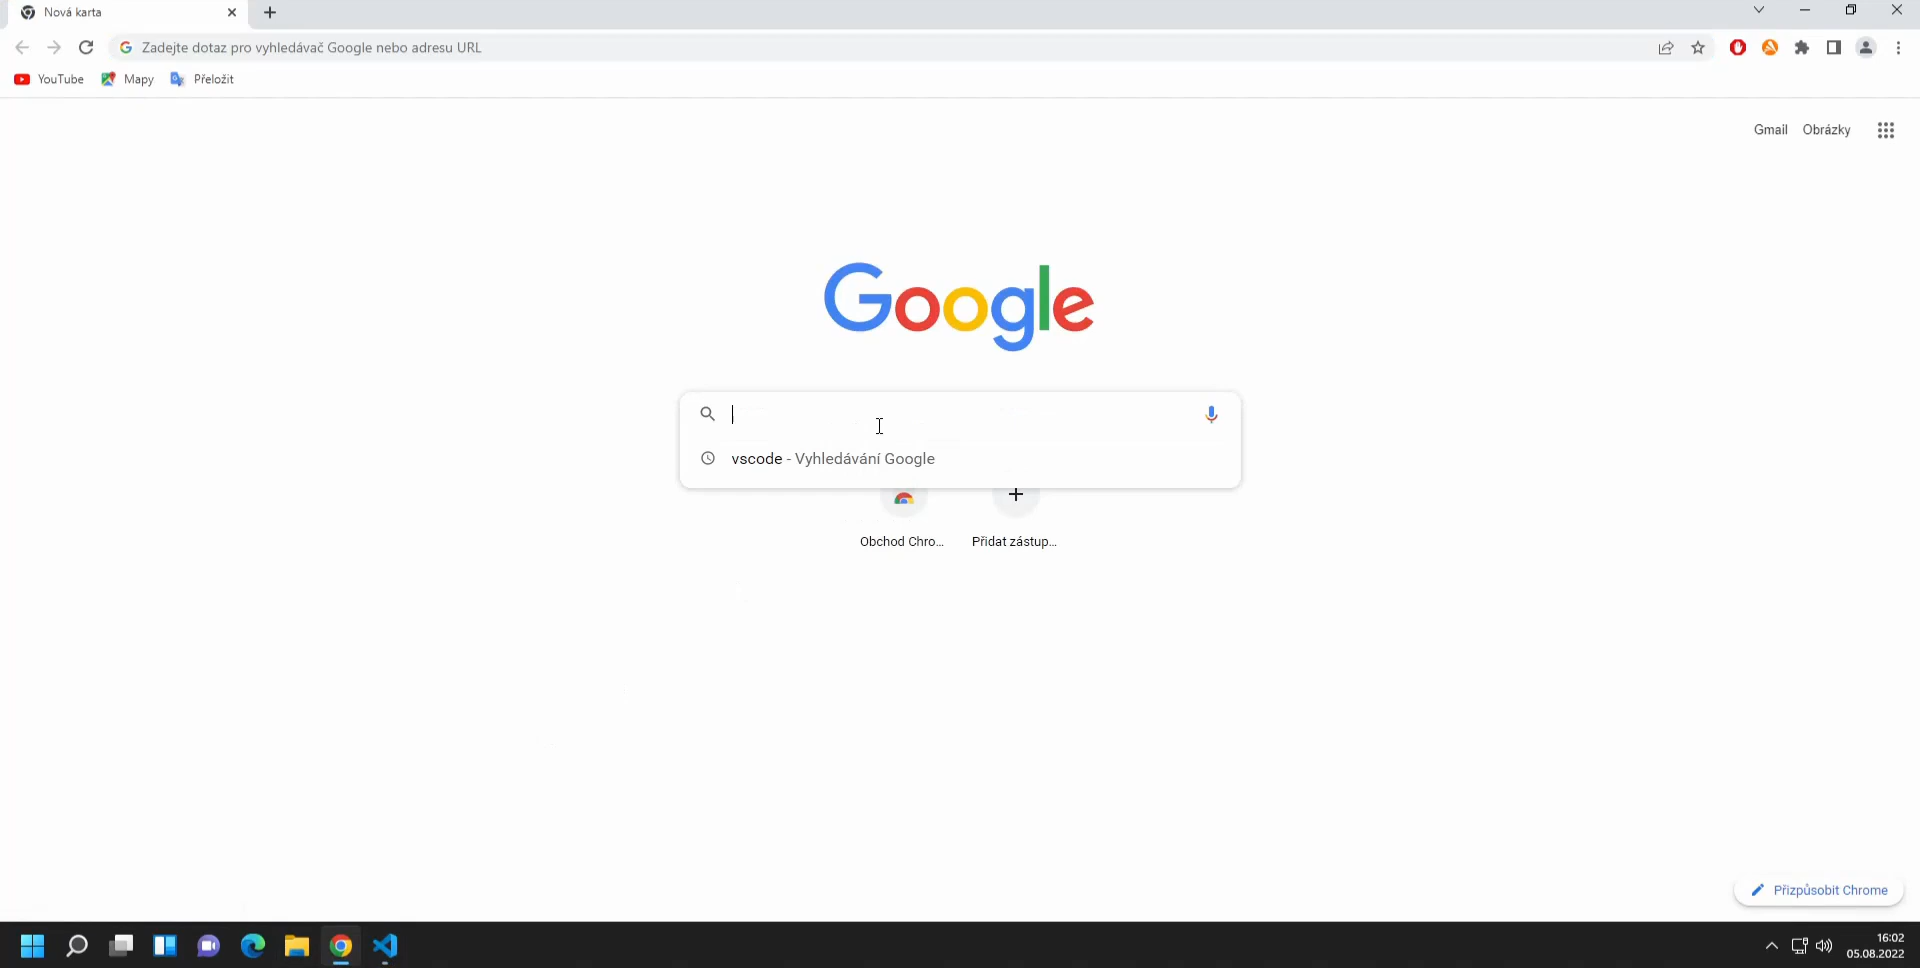 Nová karta
Zadejte dotaz pro vyhledávač Google nebo adresu URL
YouTube Mapy Přeložit
Gmail Obrázky
Google
vscode - Vyhledávání Google
Obchod Chro... Přidat zástup...
Přizpůsobit Chrome
16:02
05.08.2022